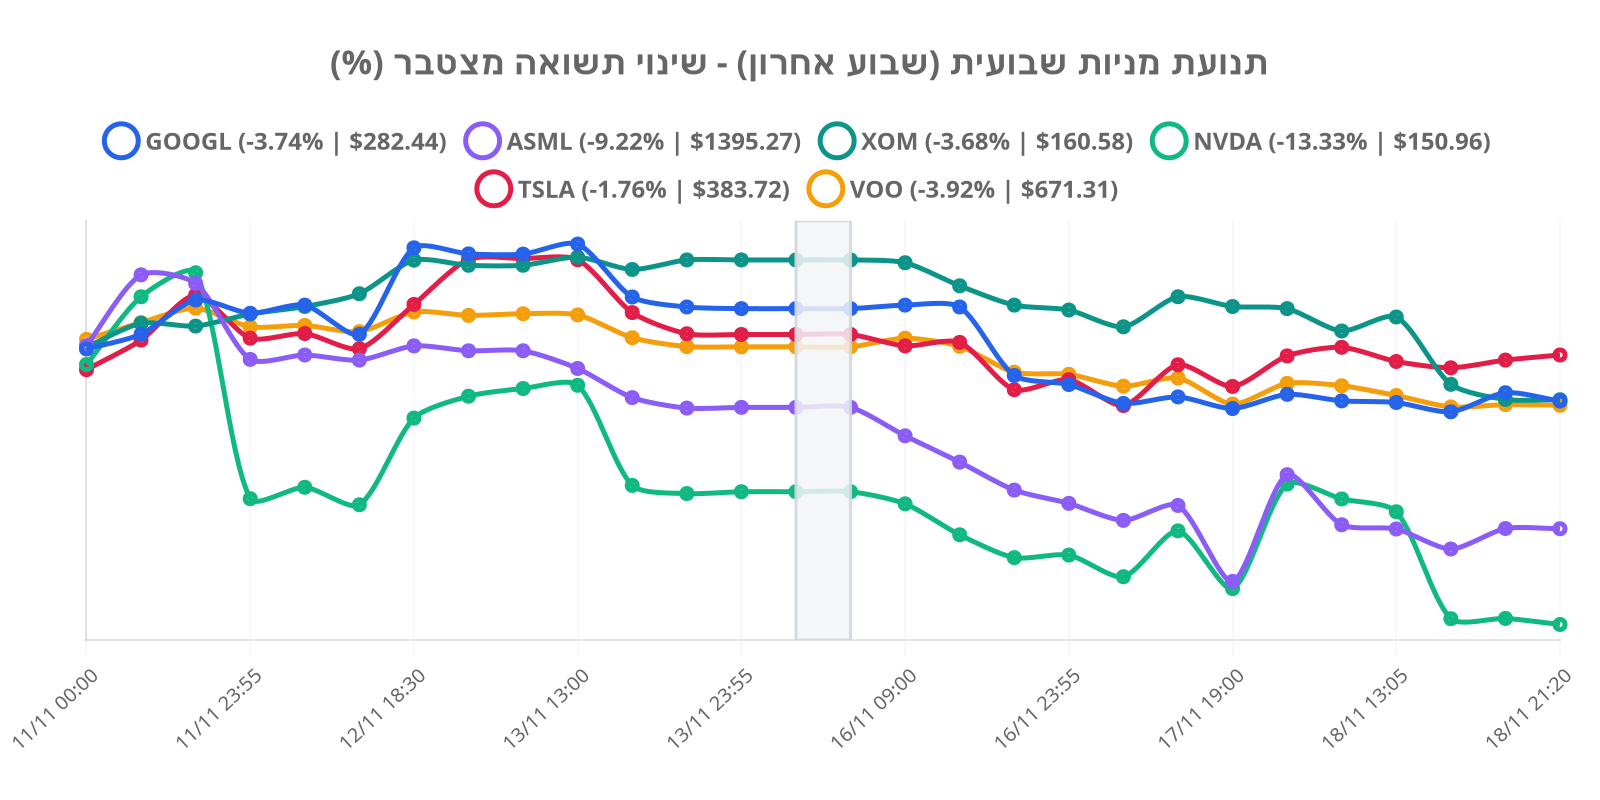 תנועת מניות שבועית (שבוע אחרון) - שינוי תשואה מצטבר (%)
GOOGL (-3.74% | $282.44) ASML (-9.22% | $1395.27) XOM (-3.68% | $160.58) NVDA (-13.33% | $150.96)
TSLA (-1.76% | $383.72) VOO (-3.92% | $671.31)
11/11 00:00 11/11 23:55 12/11 18:30 13/11 13:00 13/11 23:55 16/11 09:00 16/11 23:55 17/11 19:00 18/11 13:05 18/11 21:20